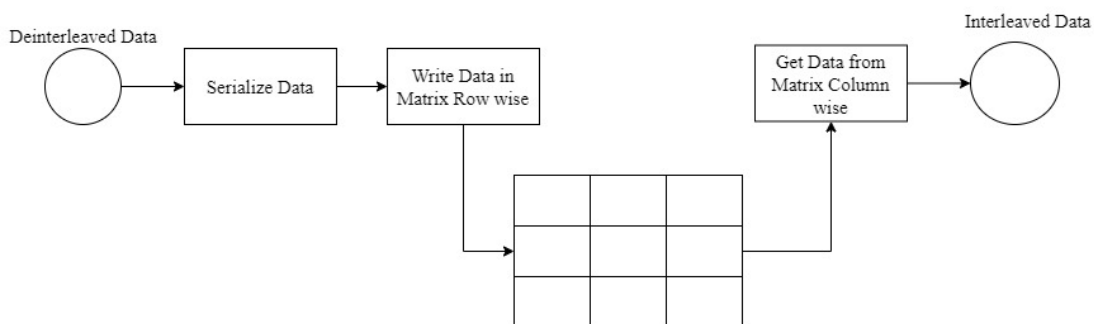 Deinterleaved Data
Serialize Data
Write Data in
Matrix Row wise
Get Data from
Matrix Column
wise
Interleaved Data